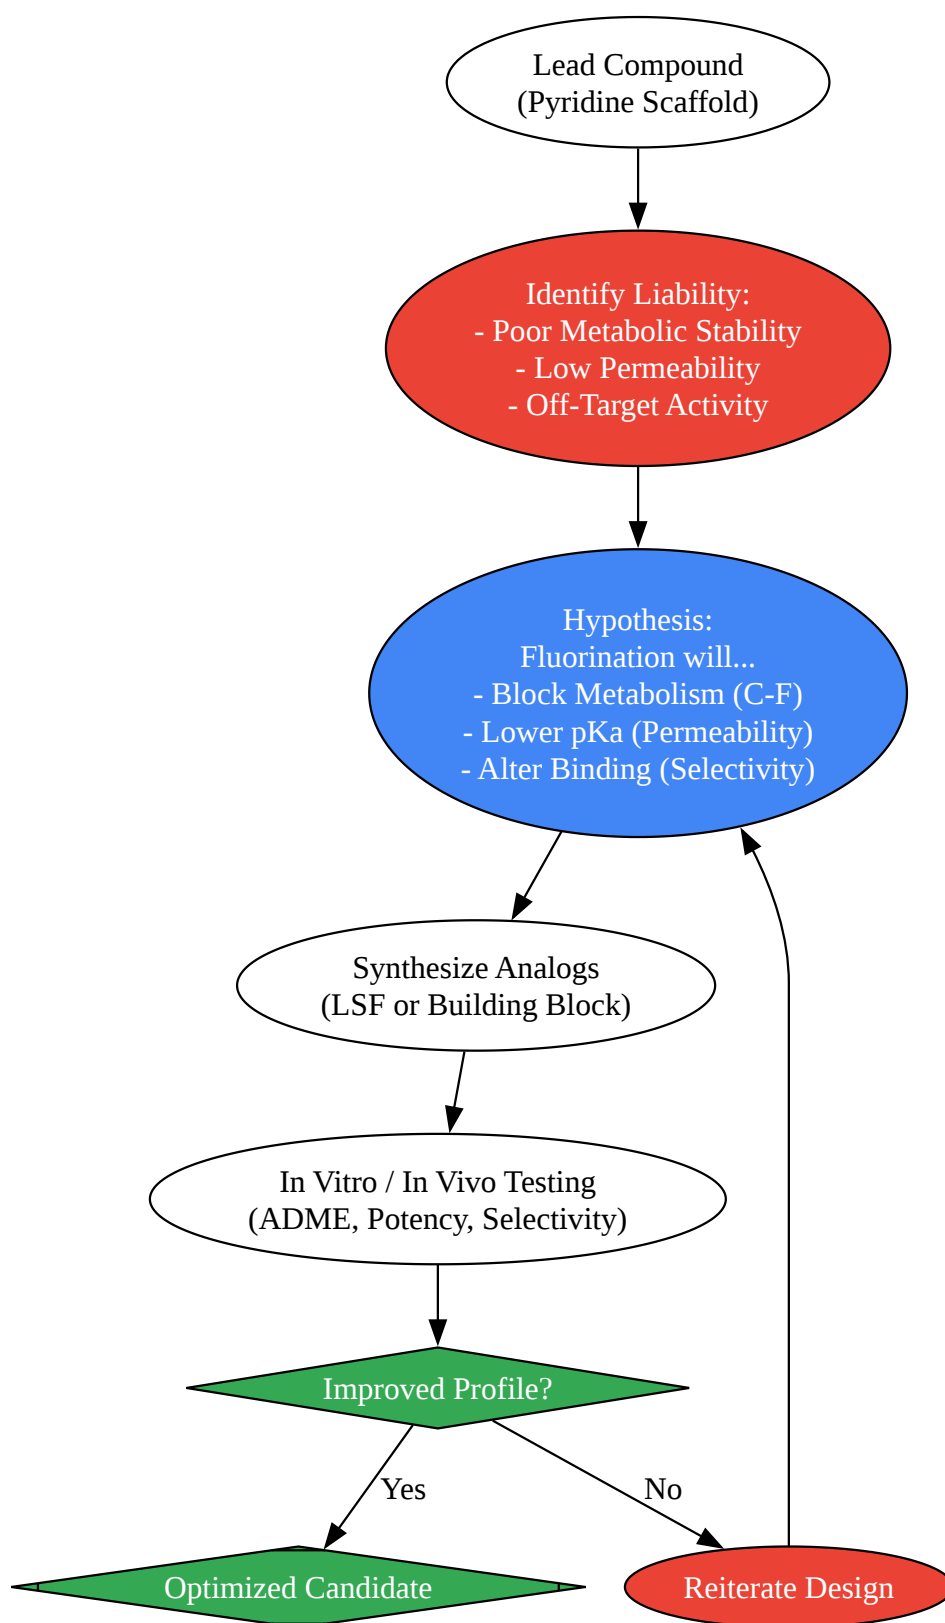 Lead Compound
(Pyridine Scaffold)
Identify Liability:
- Poor Metabolic Stability
- Low Permeability
- Off-Target Activity
Hypothesis:
Fluorination will...
- Block Metabolism (C-F)
- Lower pKa (Permeability)
- Alter Binding (Selectivity)
Synthesize Analogs
(LSF or Building Block)
In Vitro / In Vivo Testing
(ADME, Potency, Selectivity)
Improved Profile?
Yes
No
Optimized Candidate
Reiterate Design